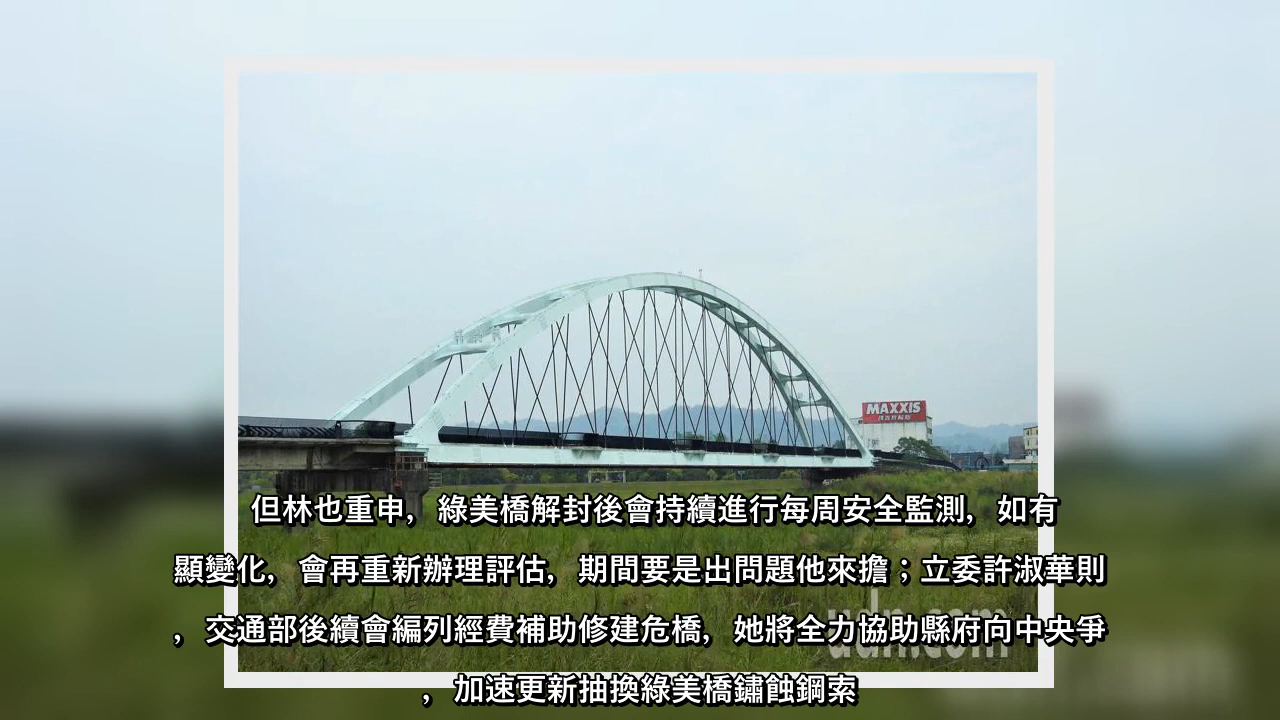 MAXXIS
但林也重申，綠美橋解封後會持續進行每周安全監測，如有
顯變化，會再重新辦理評估，期間要是出問題他來擔；立委許淑華則
，交通部後續會編列經費補助修建危橋，她將全力協助縣府向中央爭
udn.com
，加速更新抽換綠美橋鏽蝕鋼索